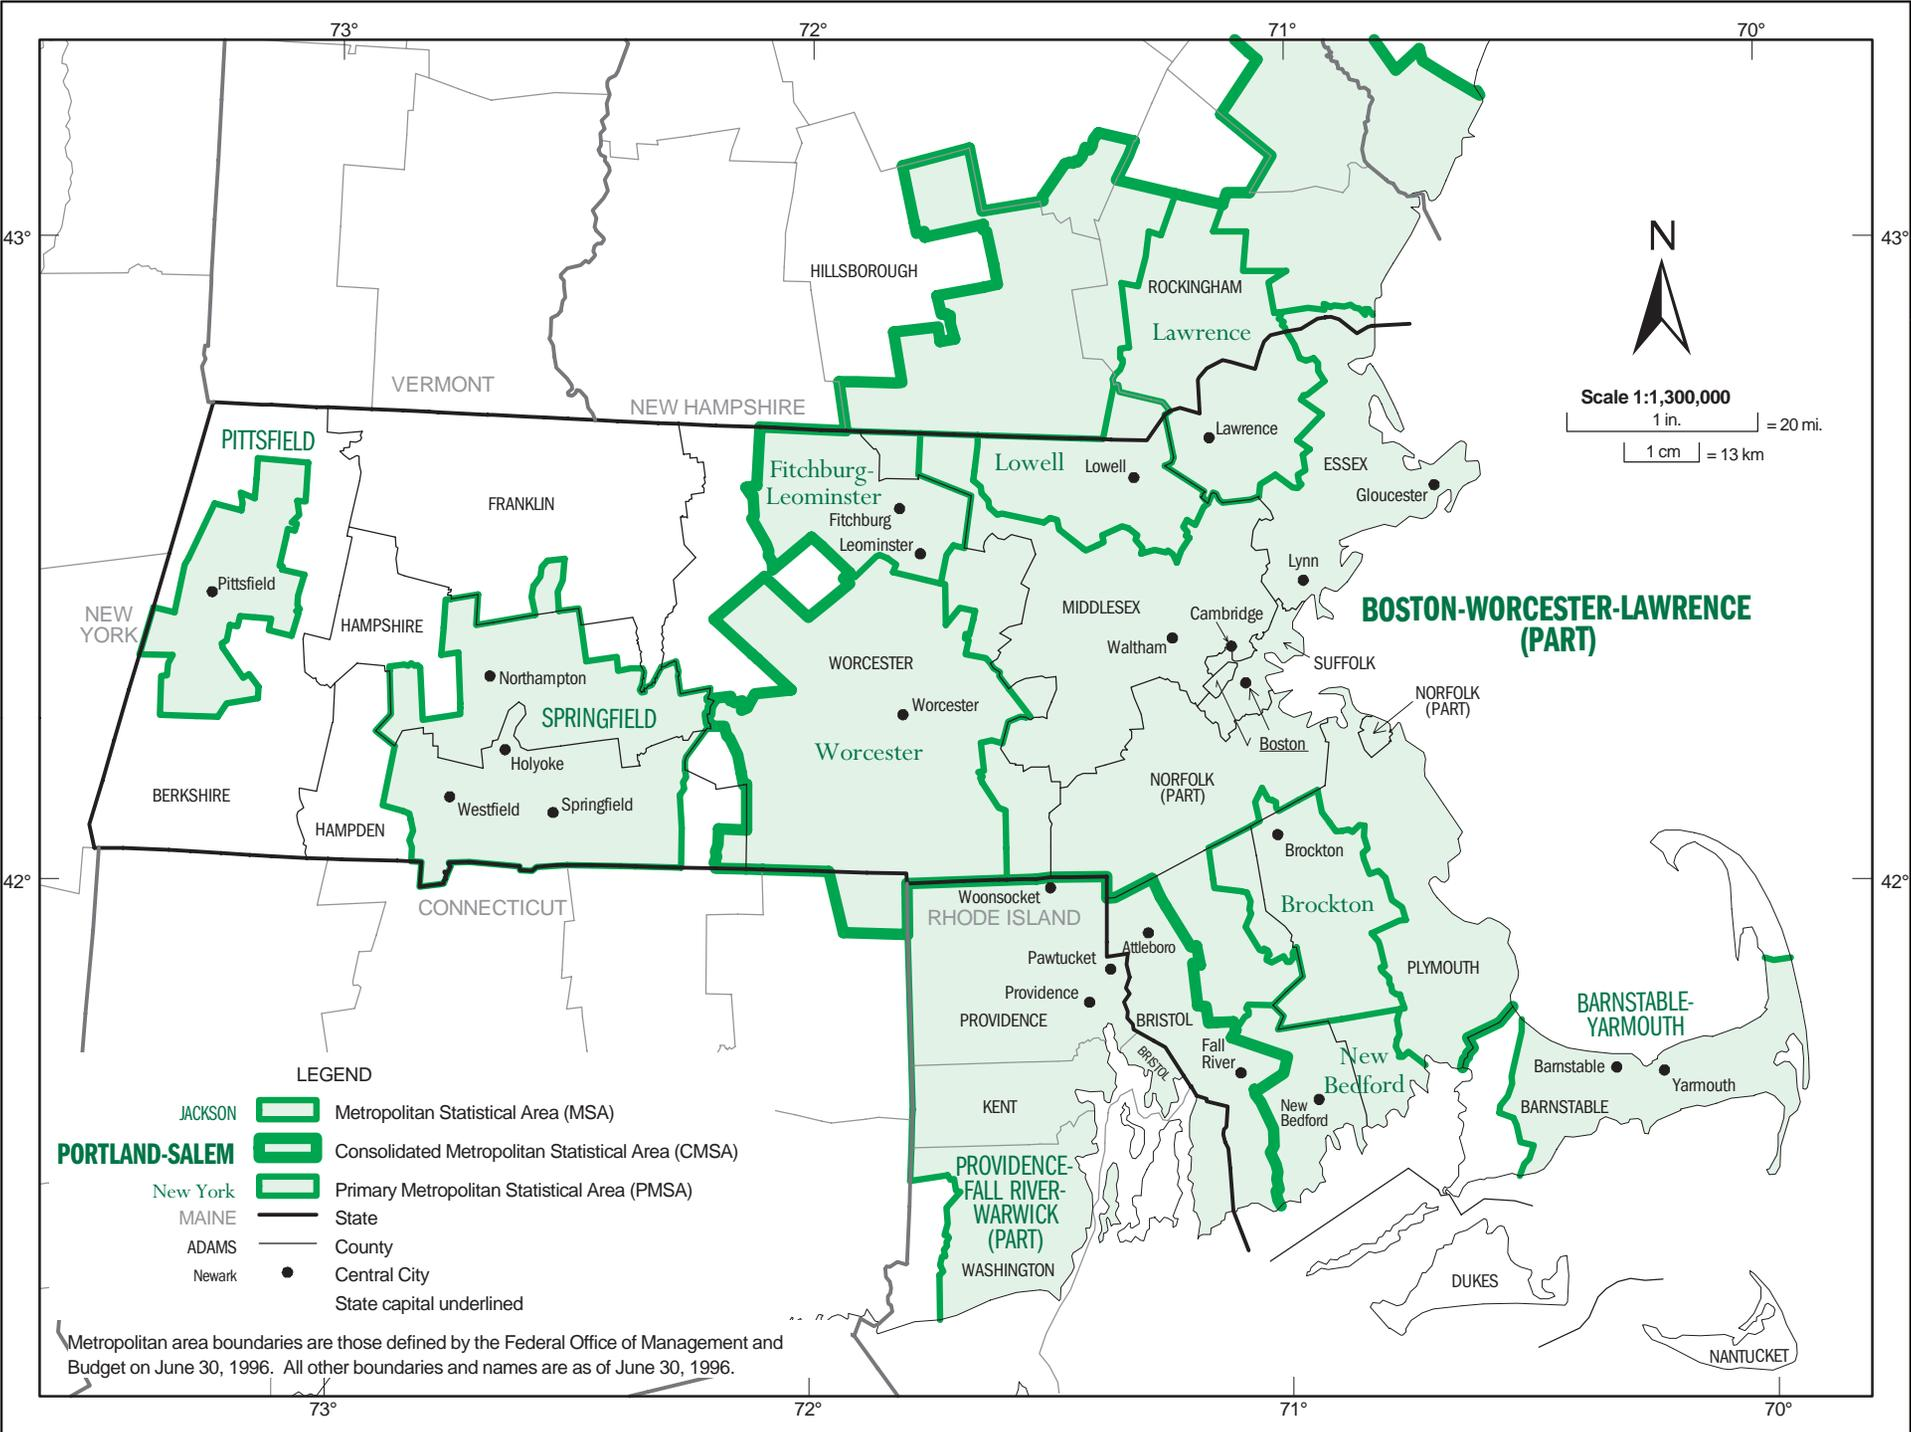 73°
72°
71°
70°
43°
43°
N
HILLSBOROUGH
ROCKINGHAM
Lawrence
VERMONT
NEW HAMPSHIRE
Scale 1:1,300,000
1 in.
= 20 mi.
1 cm
= 13 km
PITTSFIELD
Lawrence
Fitchburg-
Leominster
Lowell
Lowell
ESSEX
Gloucester
FRANKLIN
Fitchburg
Leominster
Lynn
Pittsfield
NEW
YORK
HAMPSHIRE
MIDDLESEX
Cambridge
Waltham
BOSTON-WORCESTER-LAWRENCE
(PART)
SUFFOLK
WORCESTER
Northampton
Worcester
NORFOLK
(PART)
SPRINGFIELD
Holyoke
Worcester
Boston
BERKSHIRE
NORFOLK
(PART)
Westfield
Springfield
HAMPDEN
Brockton
42°
42°
CONNECTICUT
Woonsocket
RHODE ISLAND
Brockton
Attleboro
Pawtucket
PLYMOUTH
Providence
PROVIDENCE
BRISTOL
BARNSTABLE-
YARMOUTH
Fall
River
BRISTOL
New
Bedford
Barnstable
Yarmouth
KENT
New
Bedford
BARNSTABLE
PROVIDENCE-
FALL RIVER-
WARWICK
(PART)
WASHINGTON
DUKES
NANTUCKET
LEGEND
JACKSON
Metropolitan Statistical Area (MSA)
PORTLAND-SALEM
Consolidated Metropolitan Statistical Area (CMSA)
New York
Primary Metropolitan Statistical Area (PMSA)
MAINE
State
ADAMS
County
Newark
Central City
State capital underlined
Metropolitan area boundaries are those defined by the Federal Office of Management and
Budget on June 30, 1996.  All other boundaries and names are as of June 30, 1996.
73°
72°
71°
70°